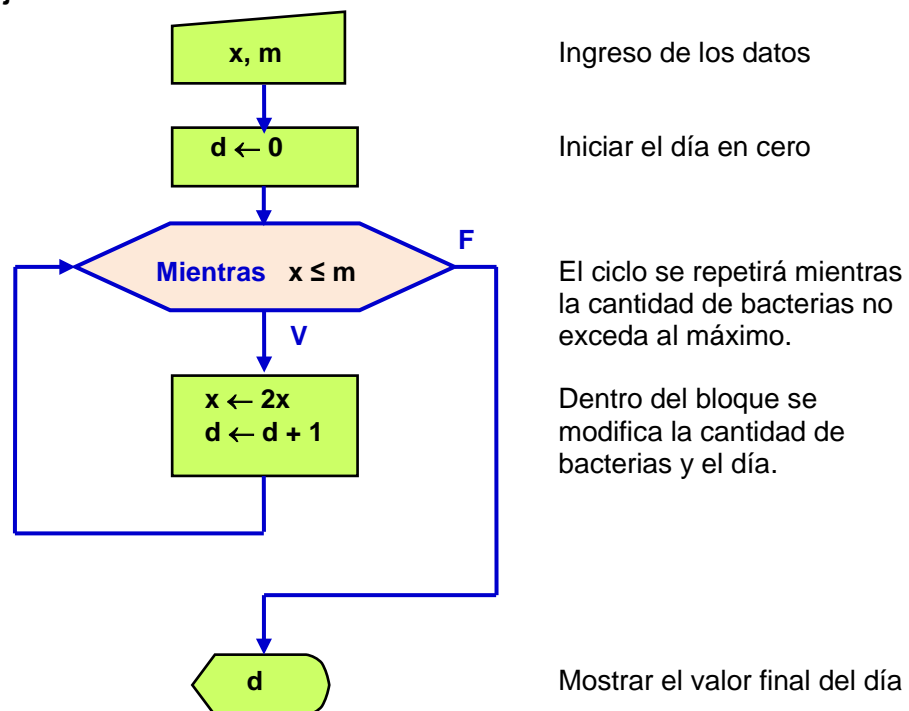 x, m
Ingreso de los datos
d ← 0
Iniciar el día en cero
F
Mientras x ≤ m
El ciclo se repetirá mientras
la cantidad de bacterias no
exceda al máximo.
V
x ← 2x
d ← d + 1
Dentro del bloque se
modifica la cantidad de
bacterias y el día.
d
Mostrar el valor final del día